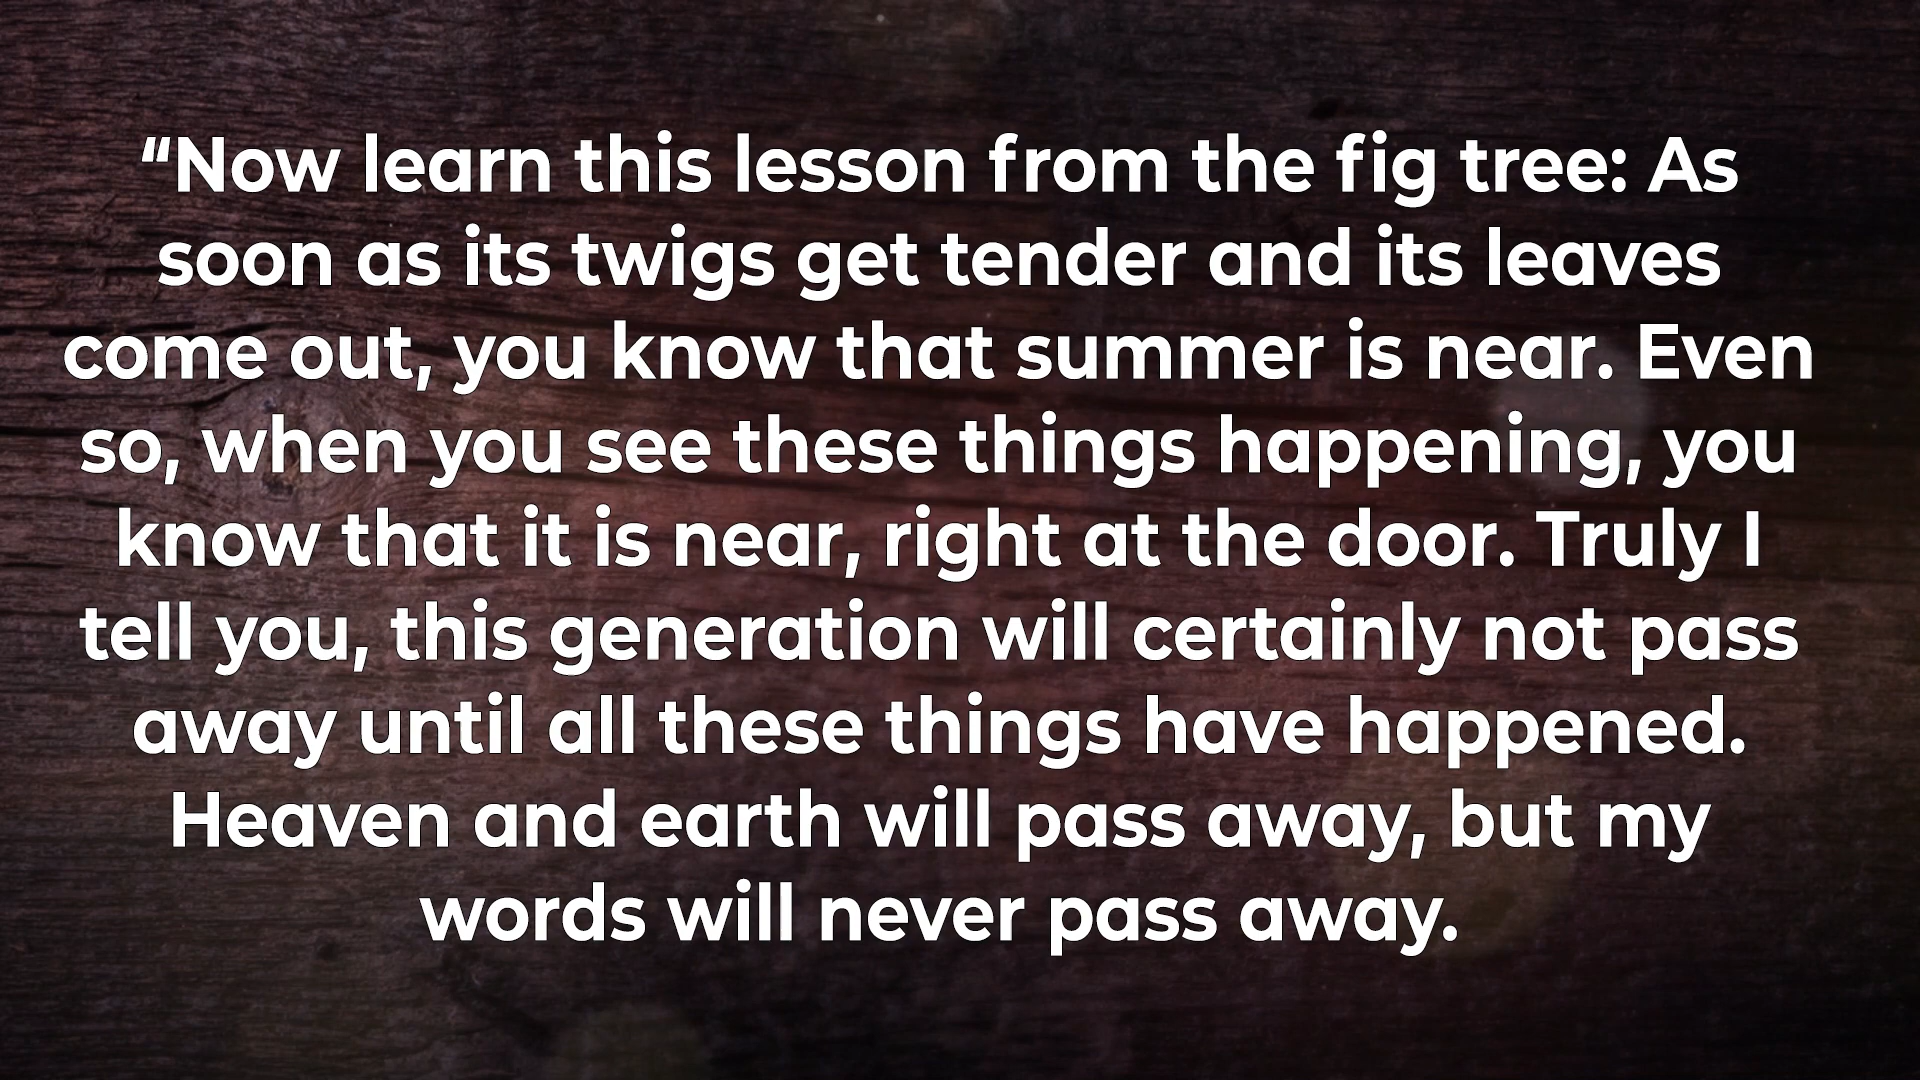 “Now learn this lesson from the fig tree: As
soon as its twigs get tender and its leaves
come out, you know that summer is near. Even
so, when you see these things happening, you
know that it is near, right at the door. Truly I
tell you, this generation will certainly not pass
away until all these things have happened.
Heaven and earth will pass away, but my
words will never pass away.